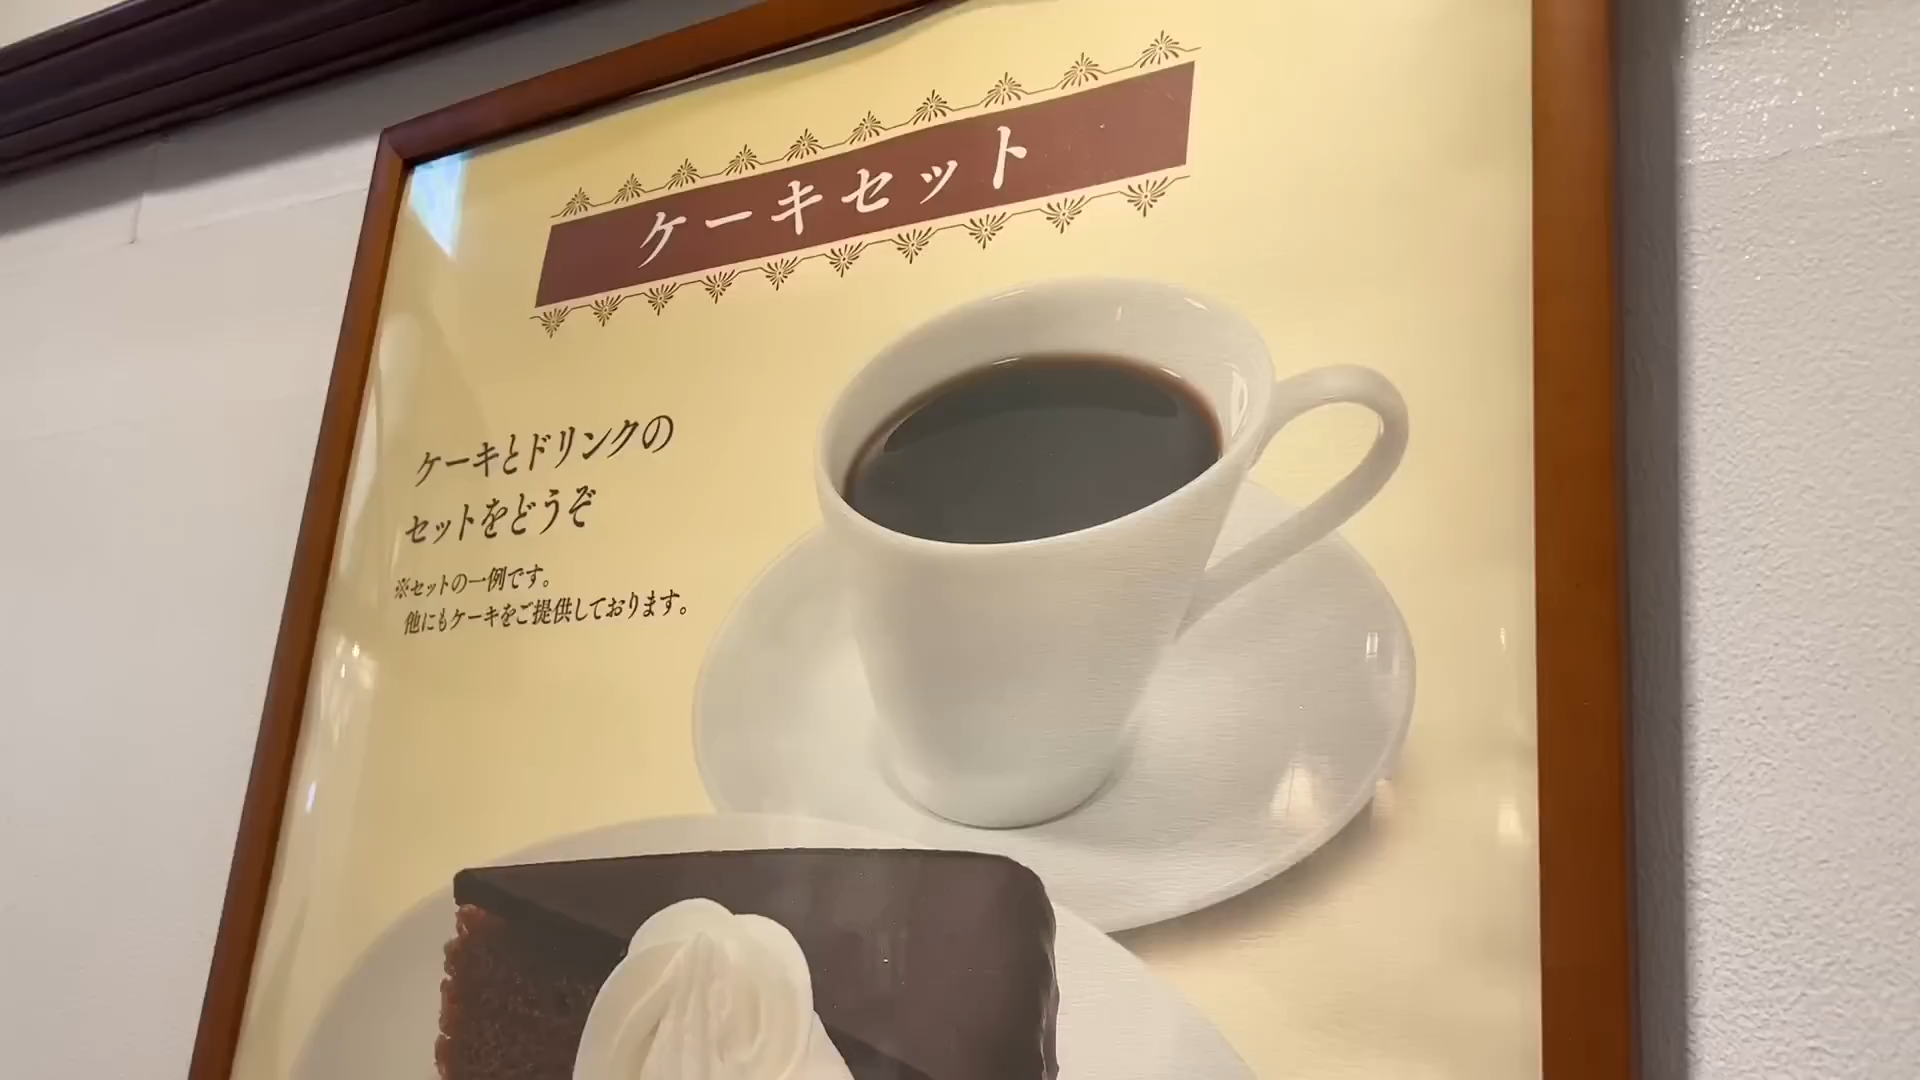 ケーキセット
ケーキとドリンクの
セットをどうぞ
※セットの一例です。
他にもケーキをご提供しております。